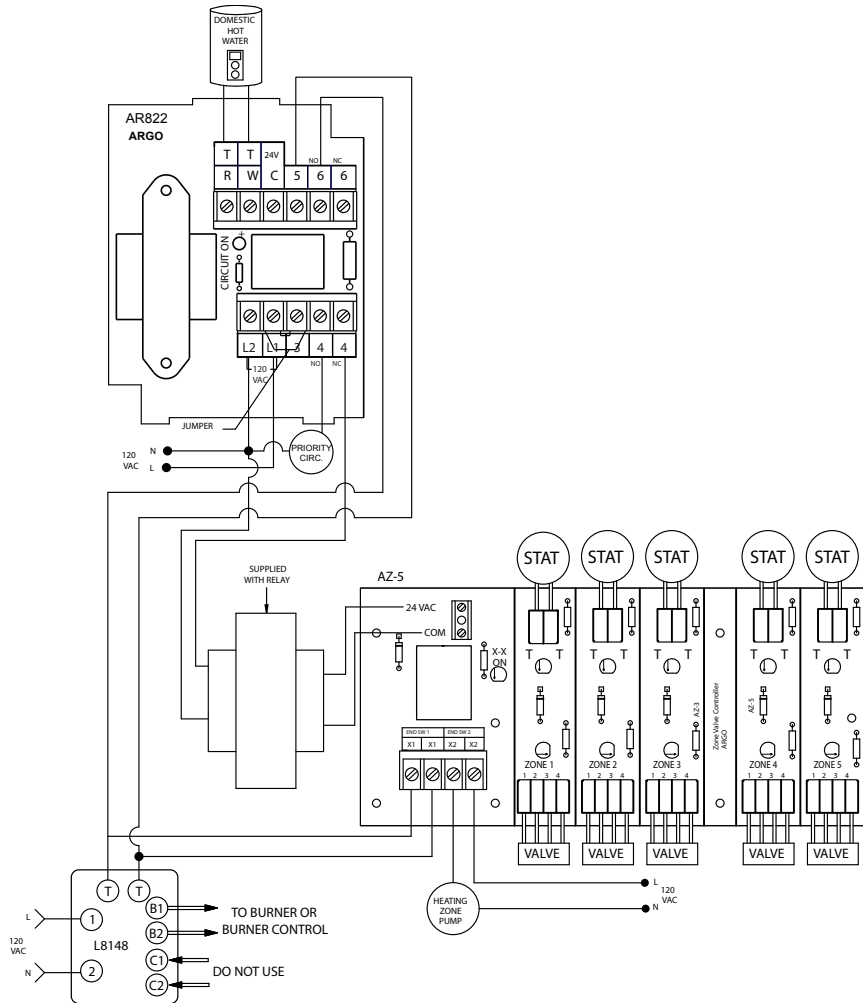 DOMESTIC
HOT
WATER
AR822
ARGO
T T 24V NO NC
R W C 5 6 6
CIRCUIT ON
+
L2 L1 3 4 4
120
VAC
NO NC
JUMPER
120
VAC
N
L
PRIORITY
CIRC.
SUPPLIED
WITH RELAY
AZ-5
24 VAC
COM
X-X
ON
END SW 1 END SW 2
X1 X1 X2 X2
STAT STAT STAT STAT STAT
T T T T T T T T T T
AZ-3
Zone Valve Controller
ARGO
AZ-5
ZONE 1 ZONE 2 ZONE 3 ZONE 4 ZONE 5
1 2 3 4 1 2 3 4 1 2 3 4 1 2 3 4 1 2 3 4
VALVE VALVE VALVE VALVE VALVE
HEATING
ZONE
PUMP
L
120
VAC
N
T T
L
120
VAC
N
1
2
L8148
B1
B2
C1
C2
TO BURNER OR
BURNER CONTROL
DO NOT USE